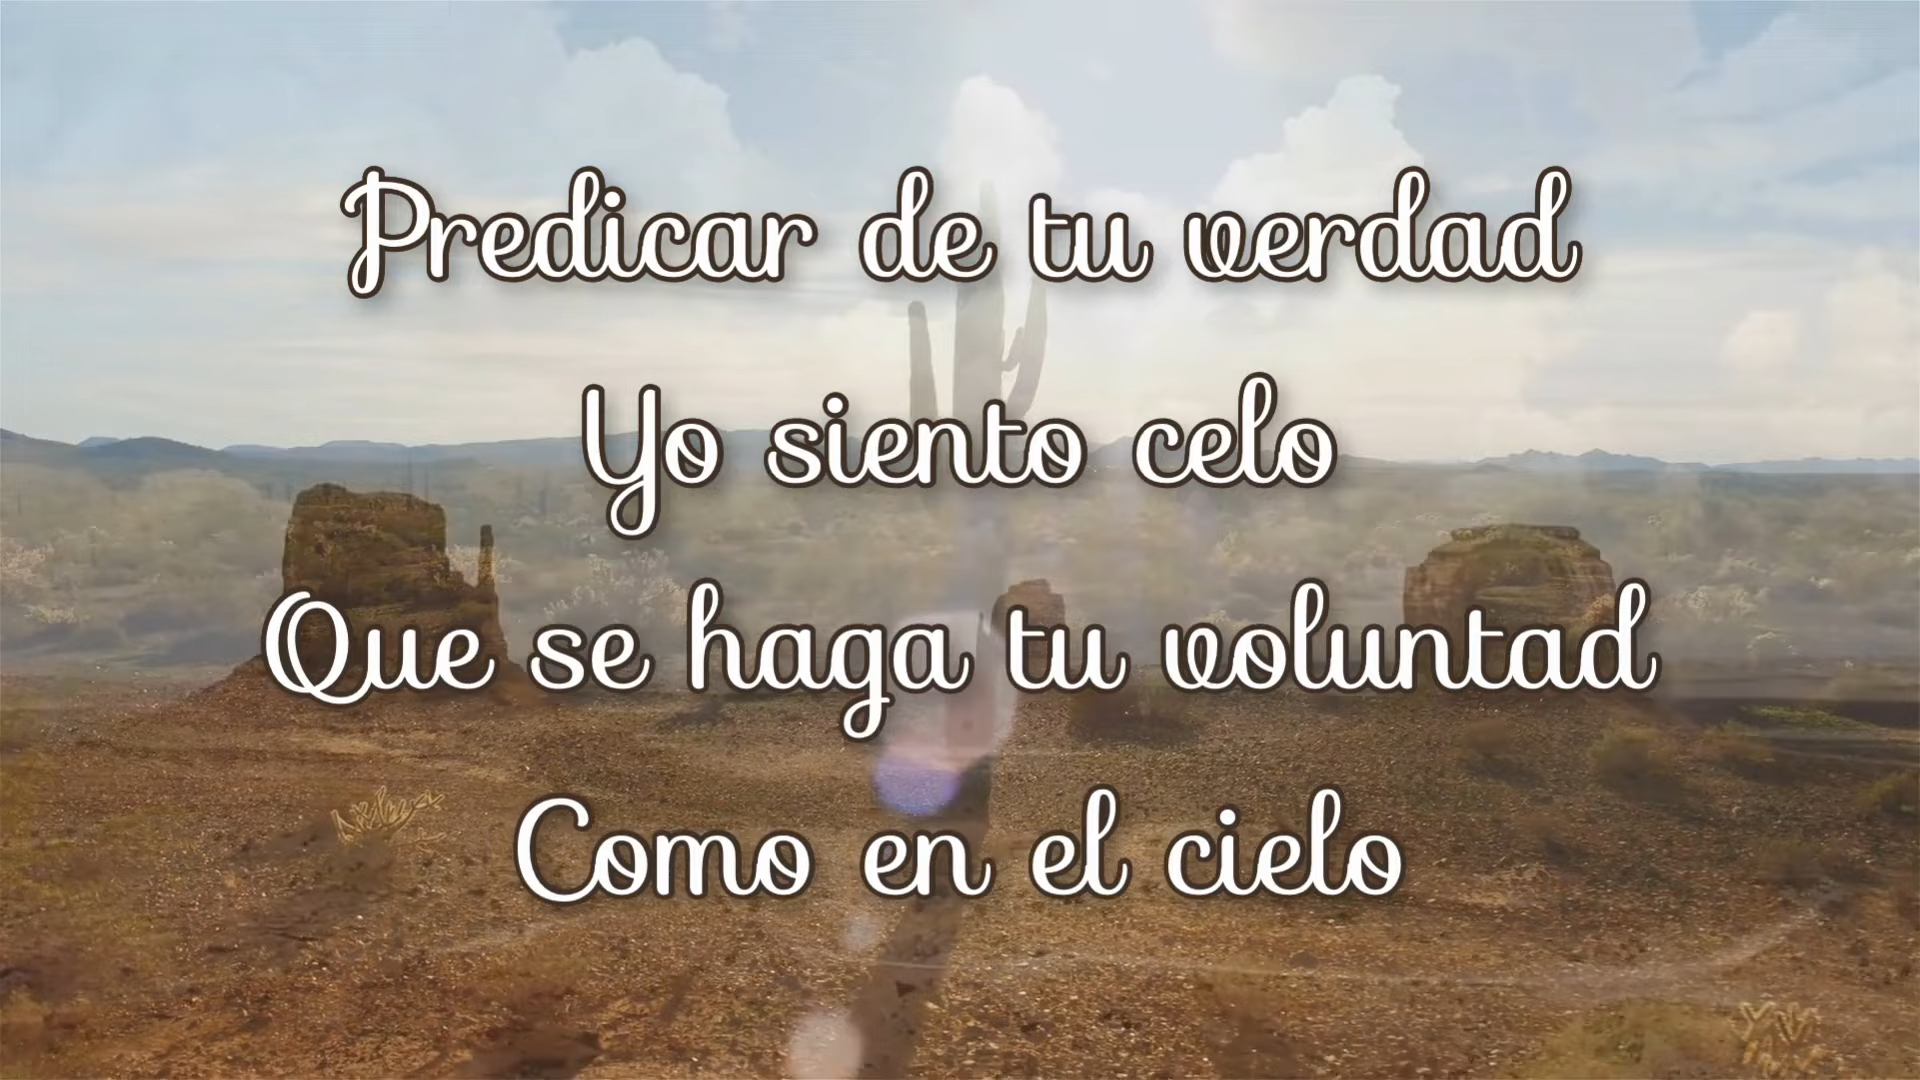 Predicar de tu verdad
Yo siento celo
Que se haga tu voluntad
Como en el cielo